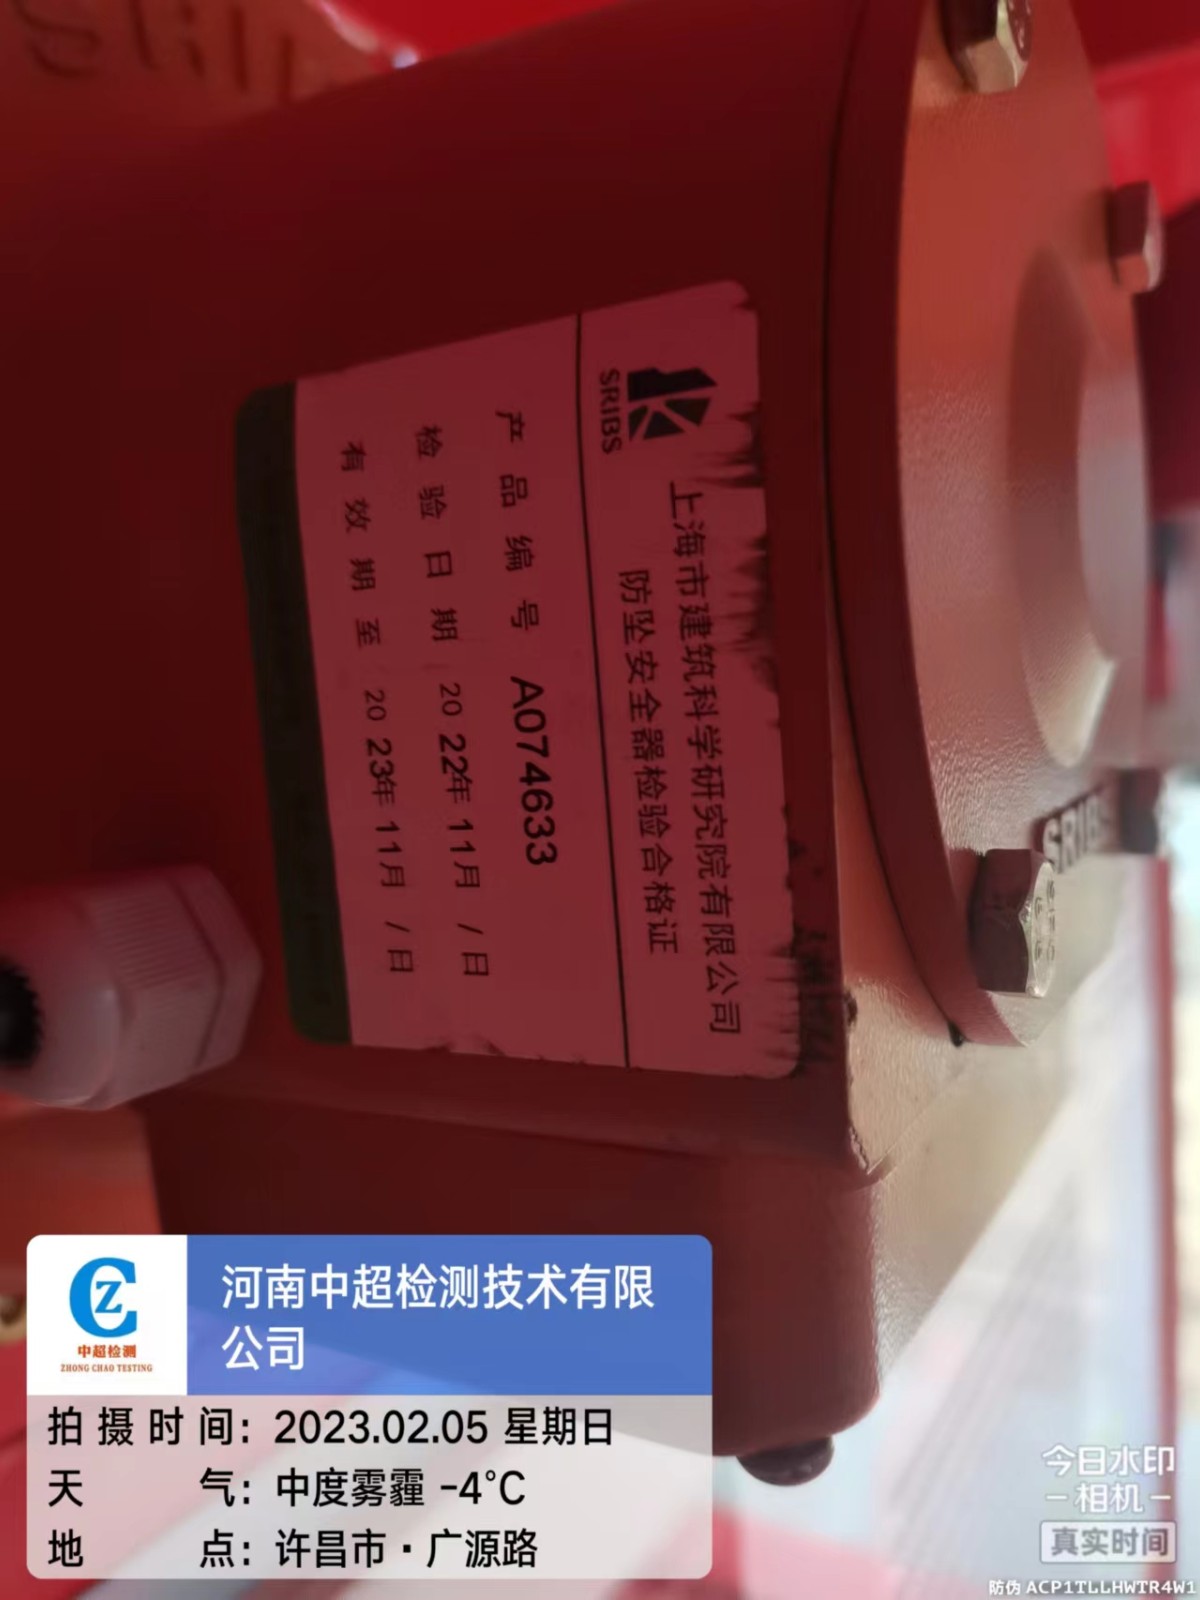 SRIBS
上海市建筑科学研究院有限公司
防坠安全器检验合格证
产品编号 A074633
检验日期 2022年11月/日
有效期至 2023年11月/日
SRIBS
河南中超检测技术有限
公司
中超检测
ZHONG CHAO TESTING
拍摄时间：2023.02.05 星期日
天气：中度雾霾 -4℃
地点：许昌市·广源路
今日水印
相机
真实时间
防伪 ACP1TLLHWTR4W1